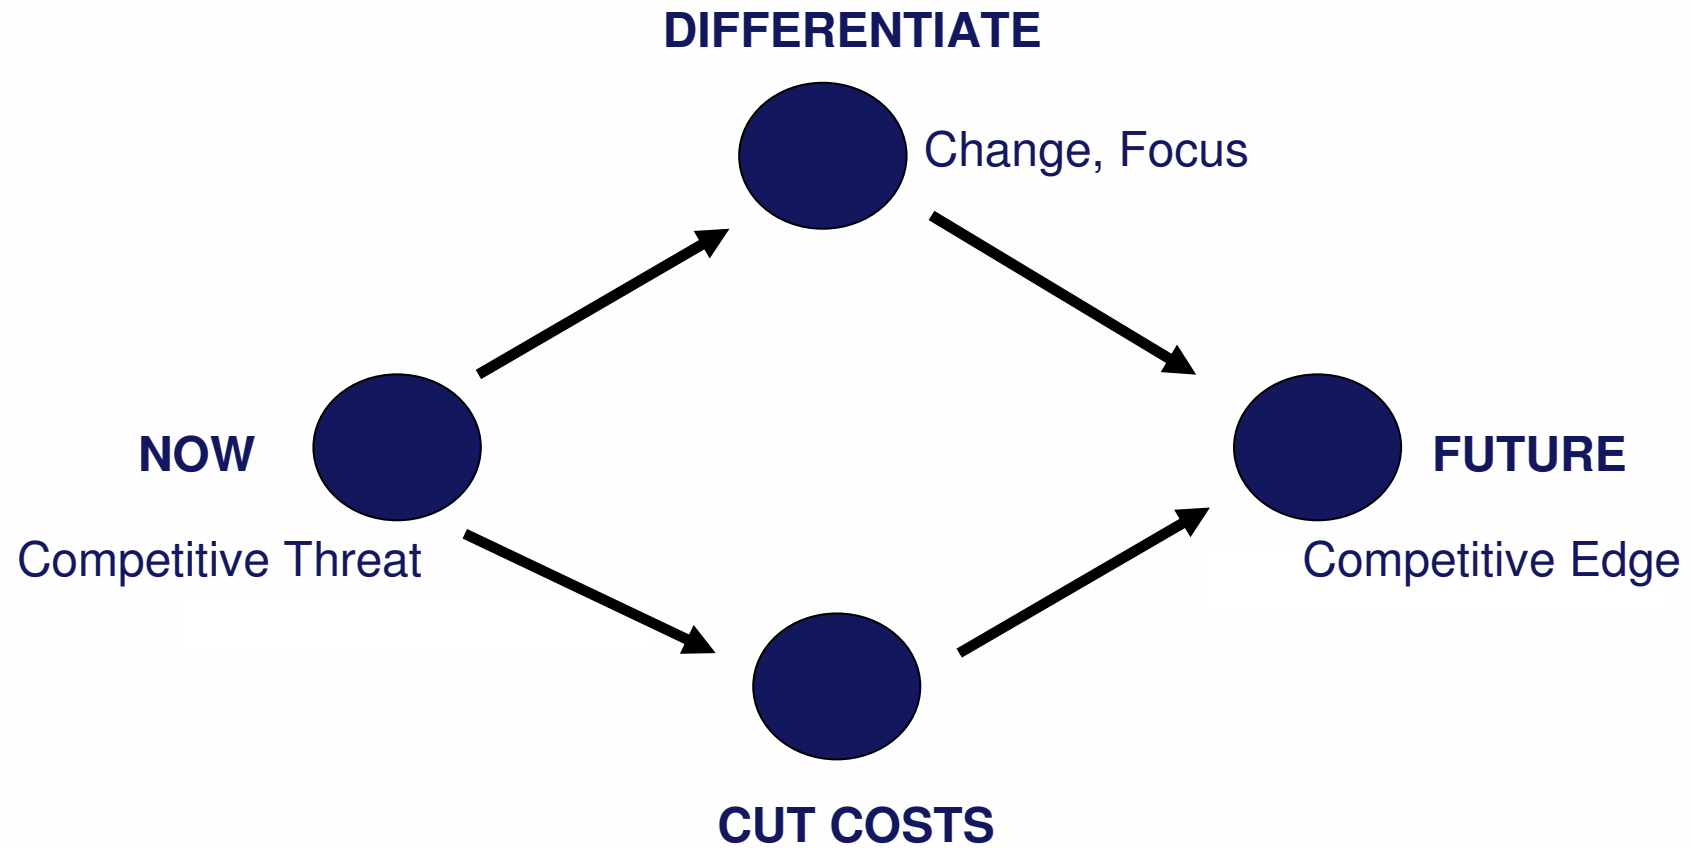 DIFFERENTIATE
Change, Focus
NOW
FUTURE
Competitive Threat
Competitive Edge
CUT COSTS